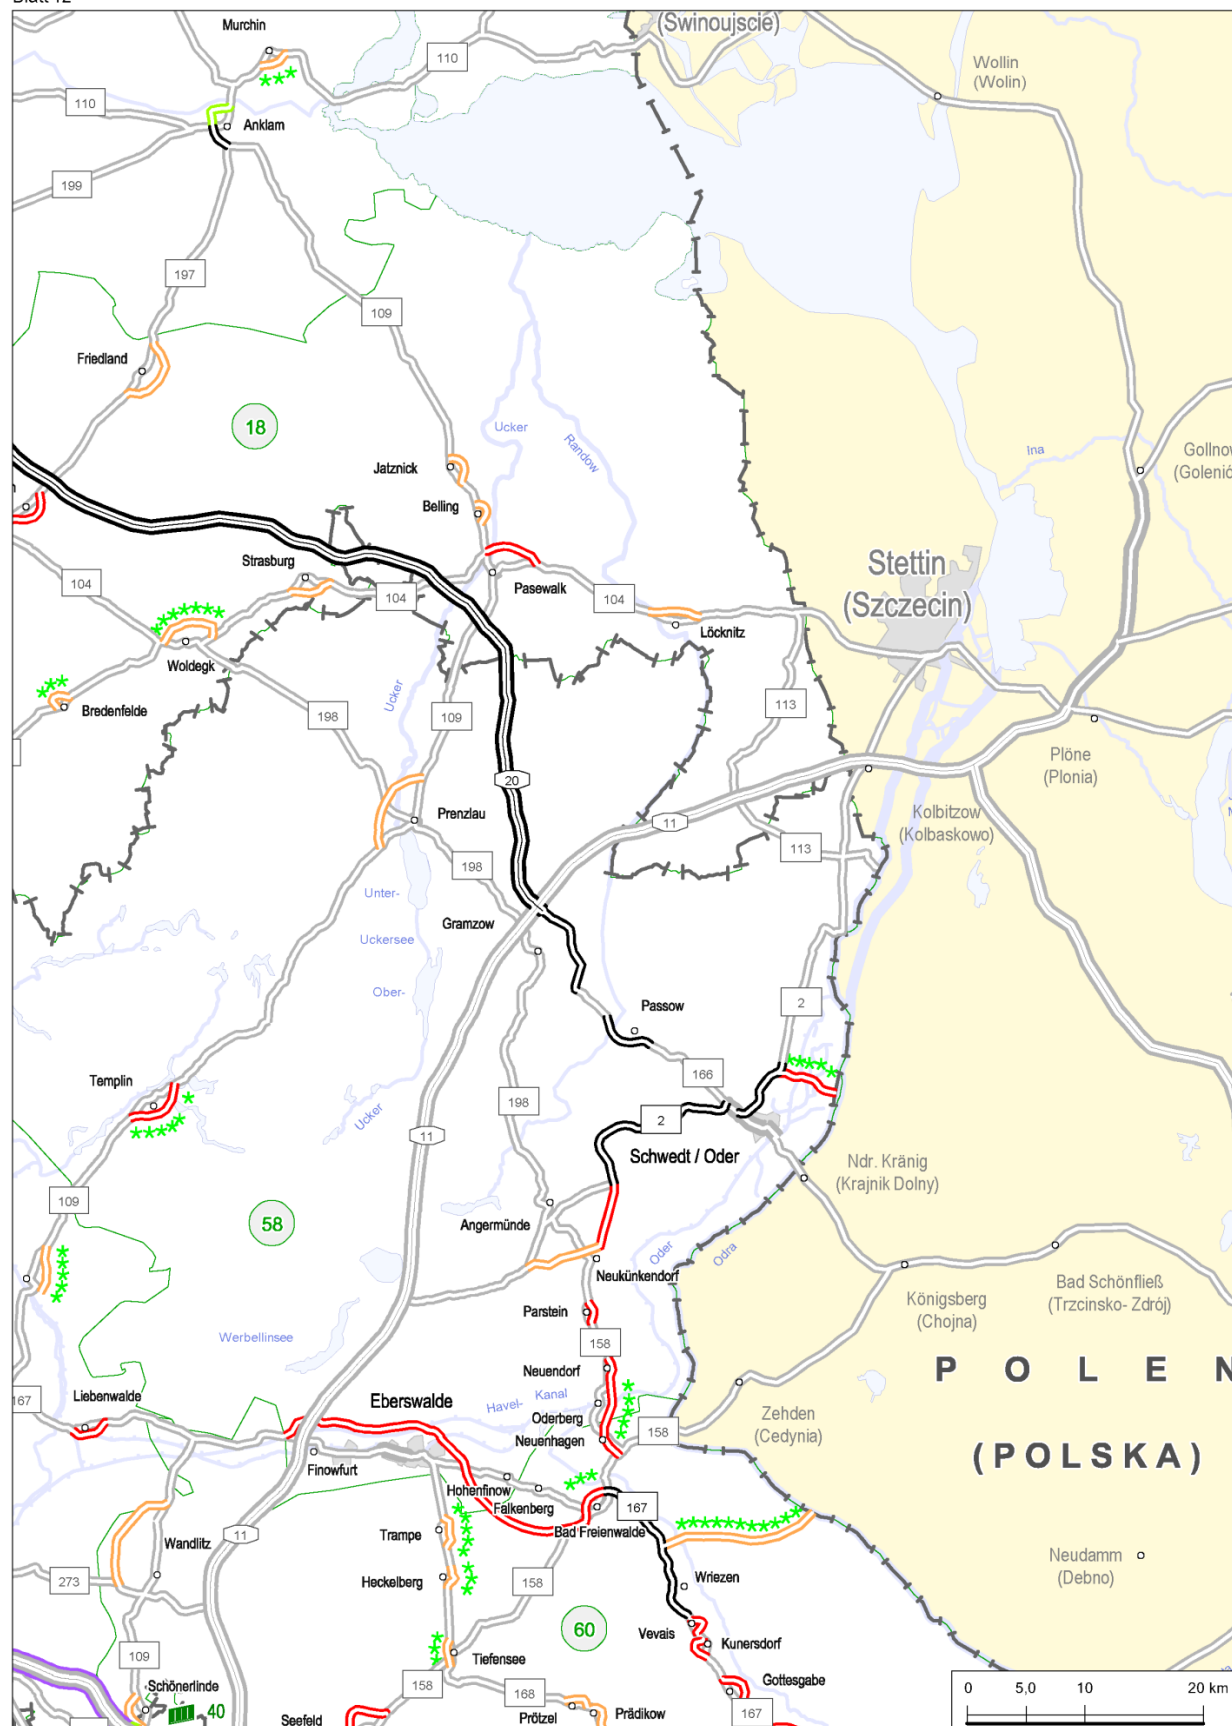 Murchin
(Swinoujscie)
110
Wollin
(Wolin)
110
Anklam
199
197
109
Friedland
18
Ucker
Randow
Ina
Gollnow
Jatznick
Belling
104
Strasburg
104
Pasewalk
104
Stettin
(Szczecin)
Löcknitz
Woldegk
Bredenfelde
198
Ucker
109
113
Plöne
(Plonia)
20
Prenzlau
11
Kolbitzow
(Kolbaskowo)
198
113
Unter-
Uckersee
Ober-
Gramzow
Passow
2
Templin
166
198
Ucker
11
2
Schwedt / Oder
Ndr. Kränig
(Krajnik Dolny)
109
58
Angermünde
Oder
Odra
Neukünkendorf
Bad Schönfließ
(Trzcinsko- Zdrój)
Königsberg
(Chojna)
Parstein
Werbellinsee
158
Neuendorf
POLEN
167
Liebenwalde
Eberswalde
Havel-
Kanal
Oderberg
Neuenhagen
158
Zehden
(Cedynia)
(POLSKA)
Finowfurt
Hohenfinow
Falkenberg
167
Bad Freienwalde
Trampe
11
Wandlitz
273
Heckelberg
158
Wriezen
Neudamm
(Debno)
60
Vevais
Kunersdorf
109
Tiefensee
Gottesgabe
Schönerlinde
40
158
168
Prötzel
Prädikow
167
Seefeld
0 5,0 10 20 km